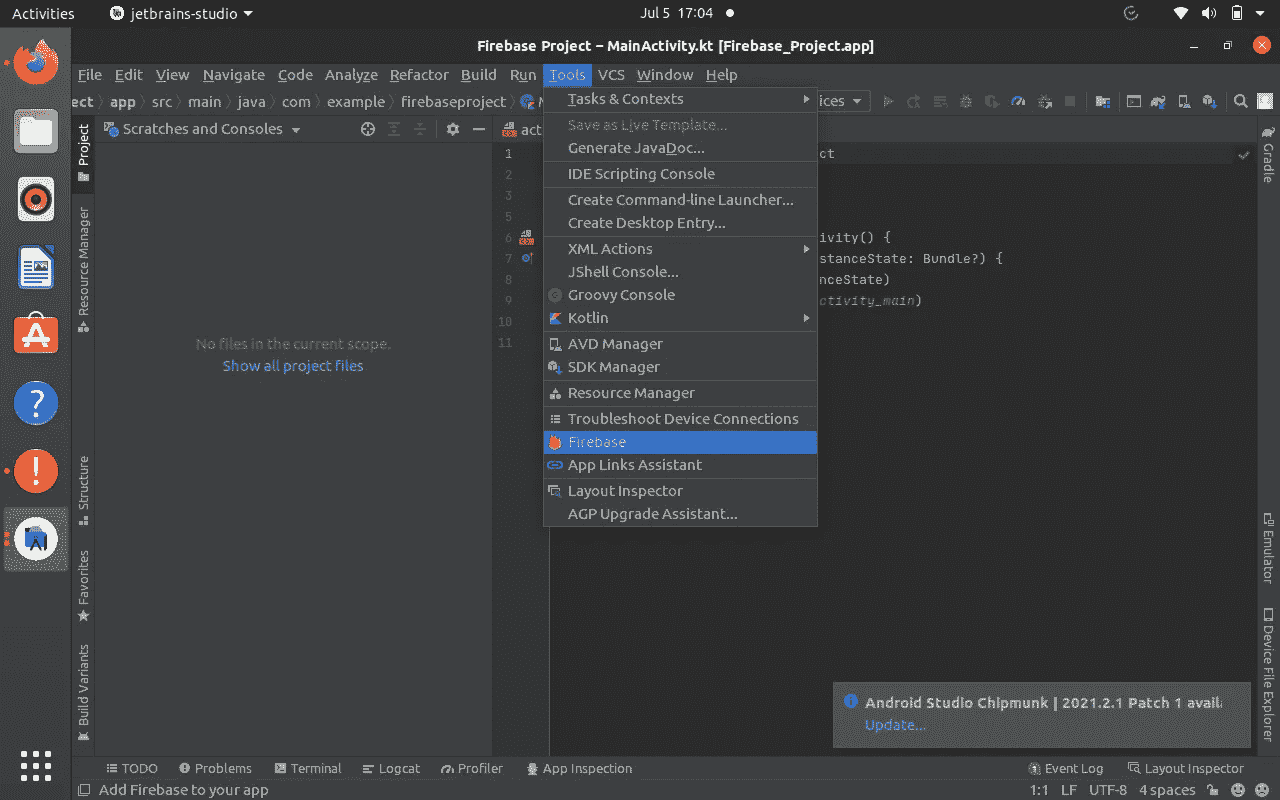 Activities
jetbrains-studio
Jul 5 17:04
Firebase Project – MainActivity.kt [Firebase_Project.app]
File Edit View Navigate Code Analyze Refactor Build Run Tools VCS Window Help
ect app src main java com example firebaseproject
ices
Project
Resource Manager
Structure
Favorites
Build Variants
Scratches and Consoles
No files in the current scope.
Show all project files
act
1
2
3
5
6
7
8
9
10
11
ct
ivity() {
stanceState: Bundle?) {
nceState)
ctivity_main)
Tasks & Contexts
Save as Live Template...
Generate JavaDoc...
IDE Scripting Console
Create Command-line Launcher...
Create Desktop Entry...
XML Actions
JShell Console...
Groovy Console
Kotlin
AVD Manager
SDK Manager
Resource Manager
Troubleshoot Device Connections
Firebase
App Links Assistant
Layout Inspector
AGP Upgrade Assistant...
Gradle
Emulator
Device File Explorer
Android Studio Chipmunk | 2021.2.1 Patch 1 avail
Update...
TODO Problems Terminal Logcat Profiler App Inspection
Event Log Layout Inspector
Add Firebase to your app
1:1 LF UTF-8 4 spaces